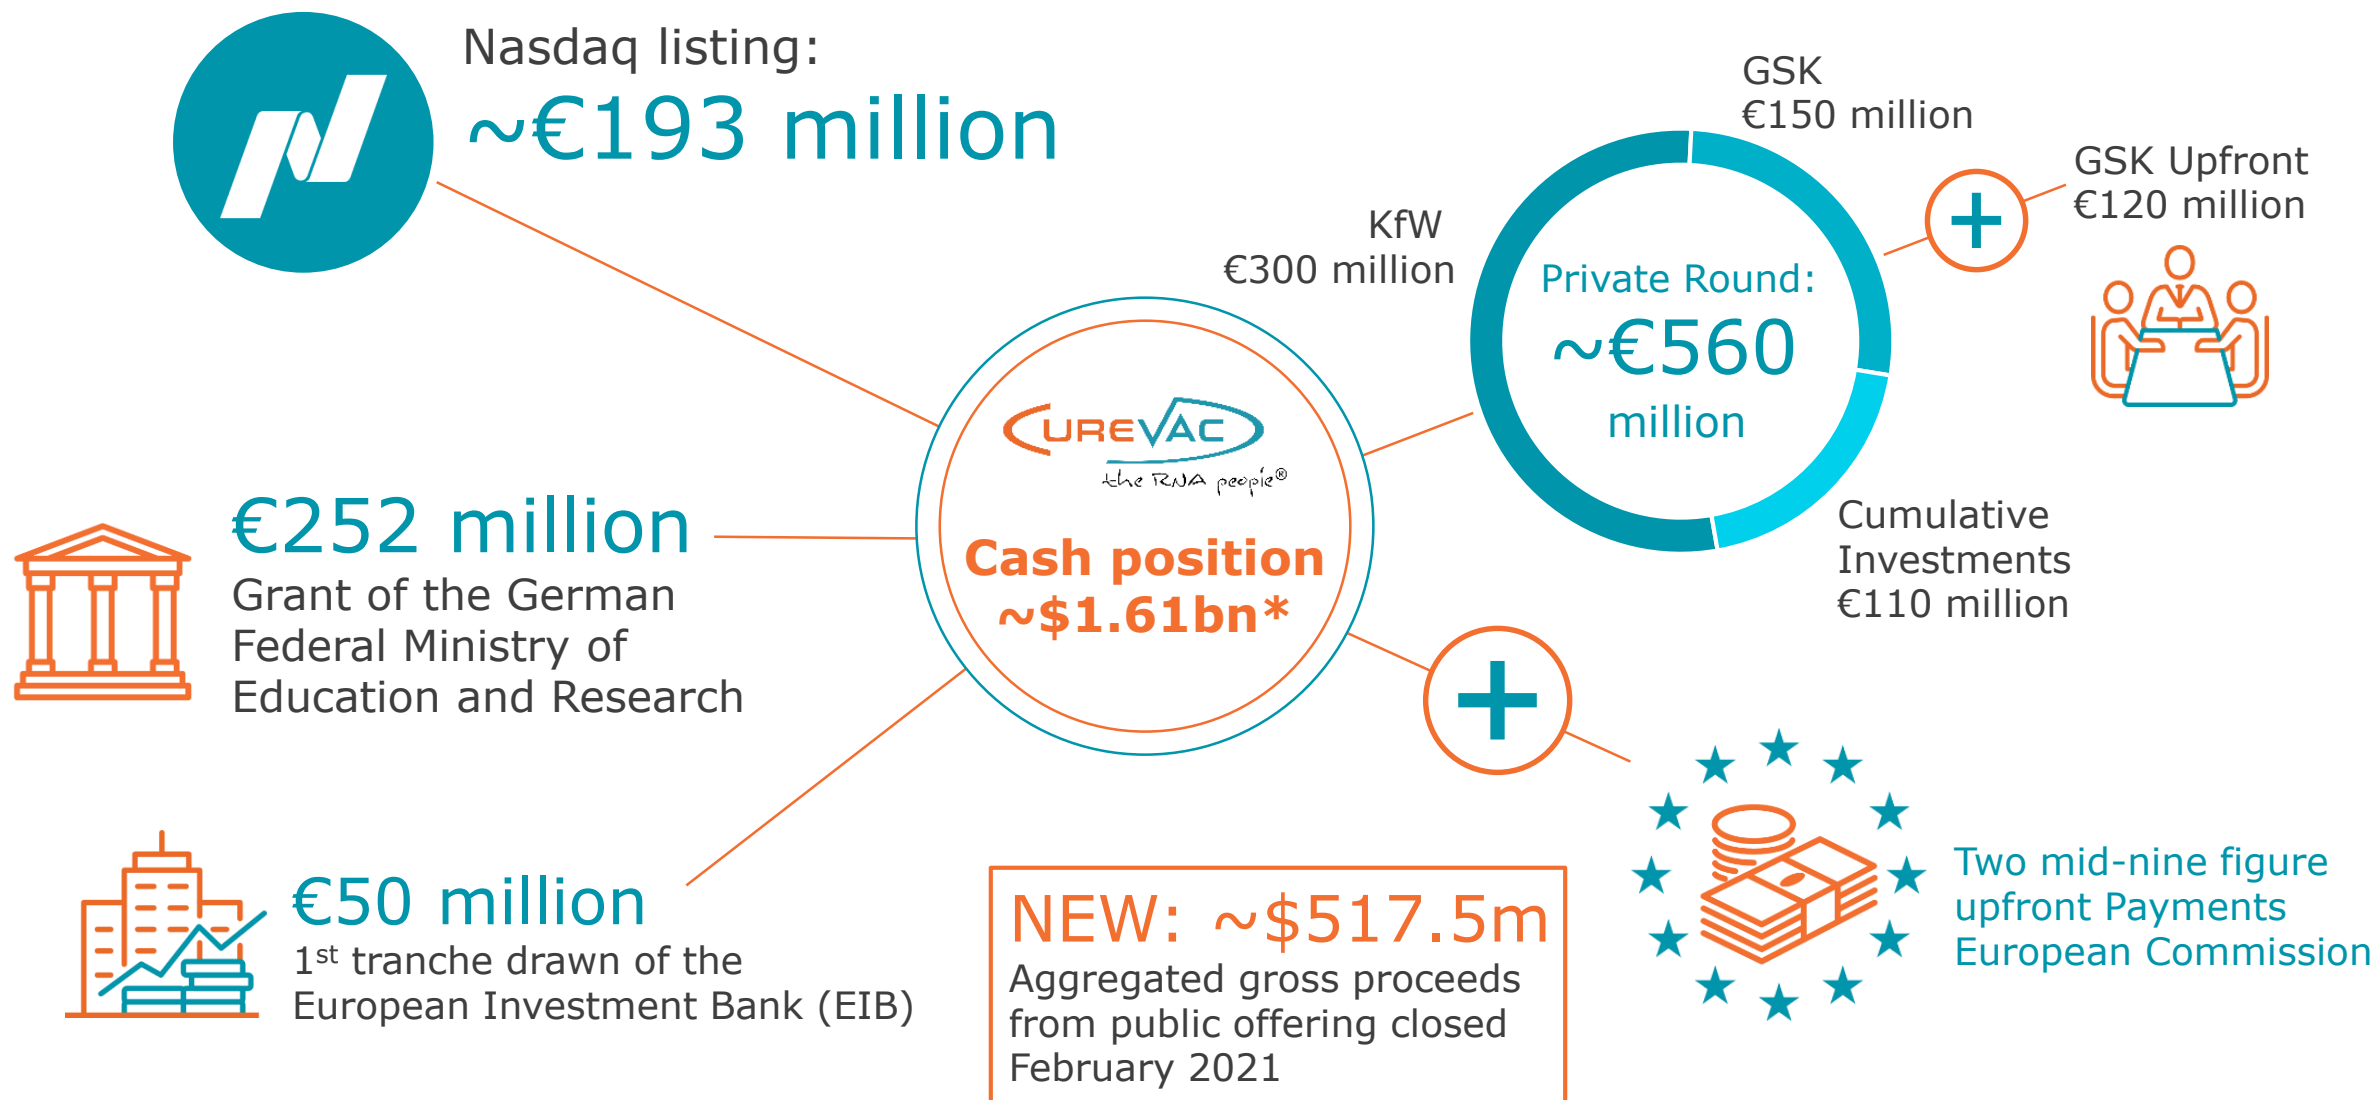 Nasdaq listing:
~€193 million
GSK
€150 million
GSK Upfront
€120 million
KfW
€300 million
Private Round:
~€560
million
Cumulative
Investments
€110 million
CUREVAC
the RNA people®
Cash position
~$1.61bn*
€252 million
Grant of the German
Federal Ministry of
Education and Research
€50 million
1st tranche drawn of the
European Investment Bank (EIB)
NEW: ~$517.5m
Aggregated gross proceeds
from public offering closed
February 2021
Two mid-nine figure
upfront Payments
European Commission